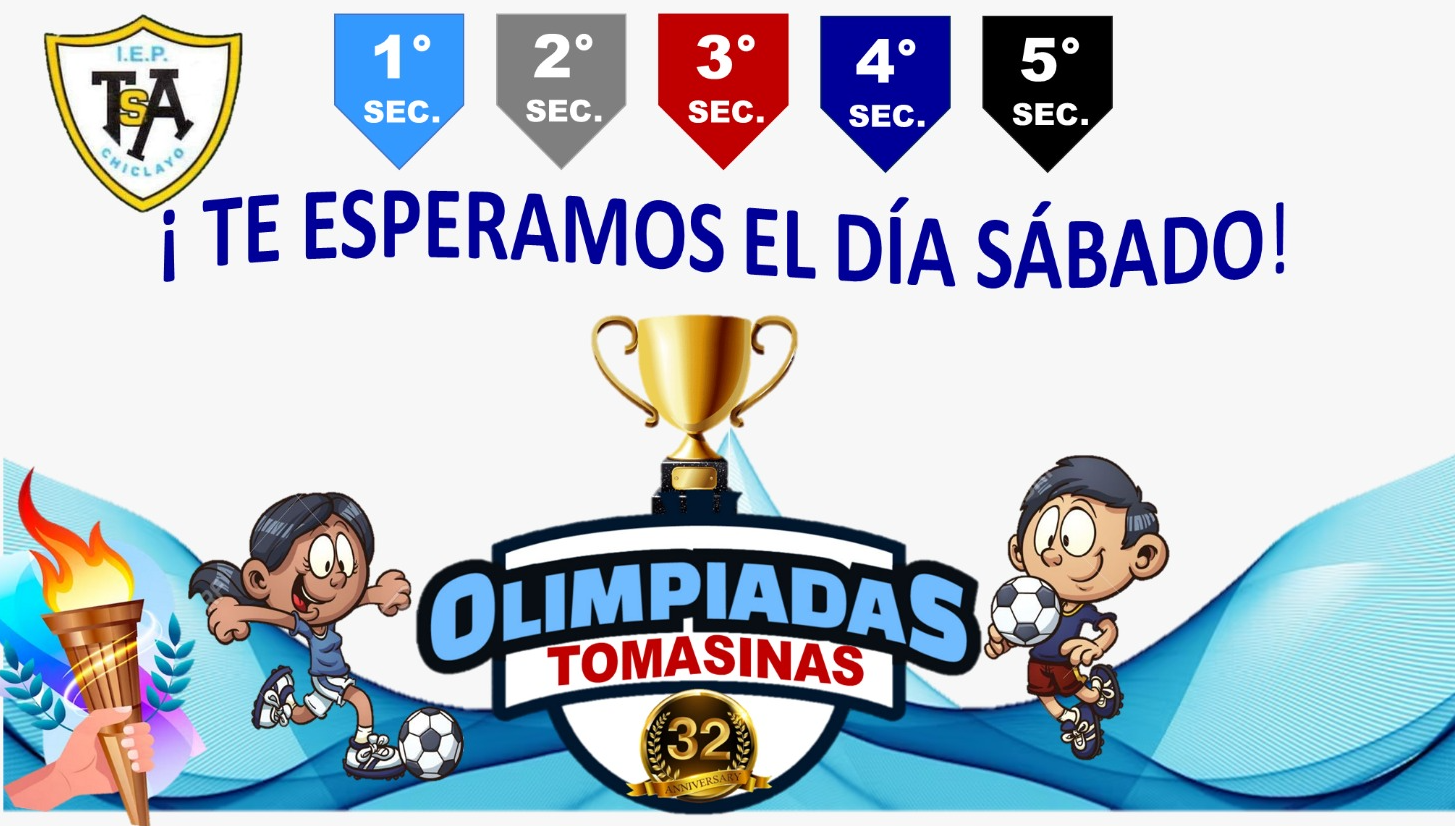 I.E.P.
TSA
CHICLAYO
1° SEC.
2° SEC.
3° SEC.
4° SEC.
5° SEC.
¡ TE ESPERAMOS EL DÍA SÁBADO!
OLIMPIADAS
TOMASINAS
32
ANNIVERSARY